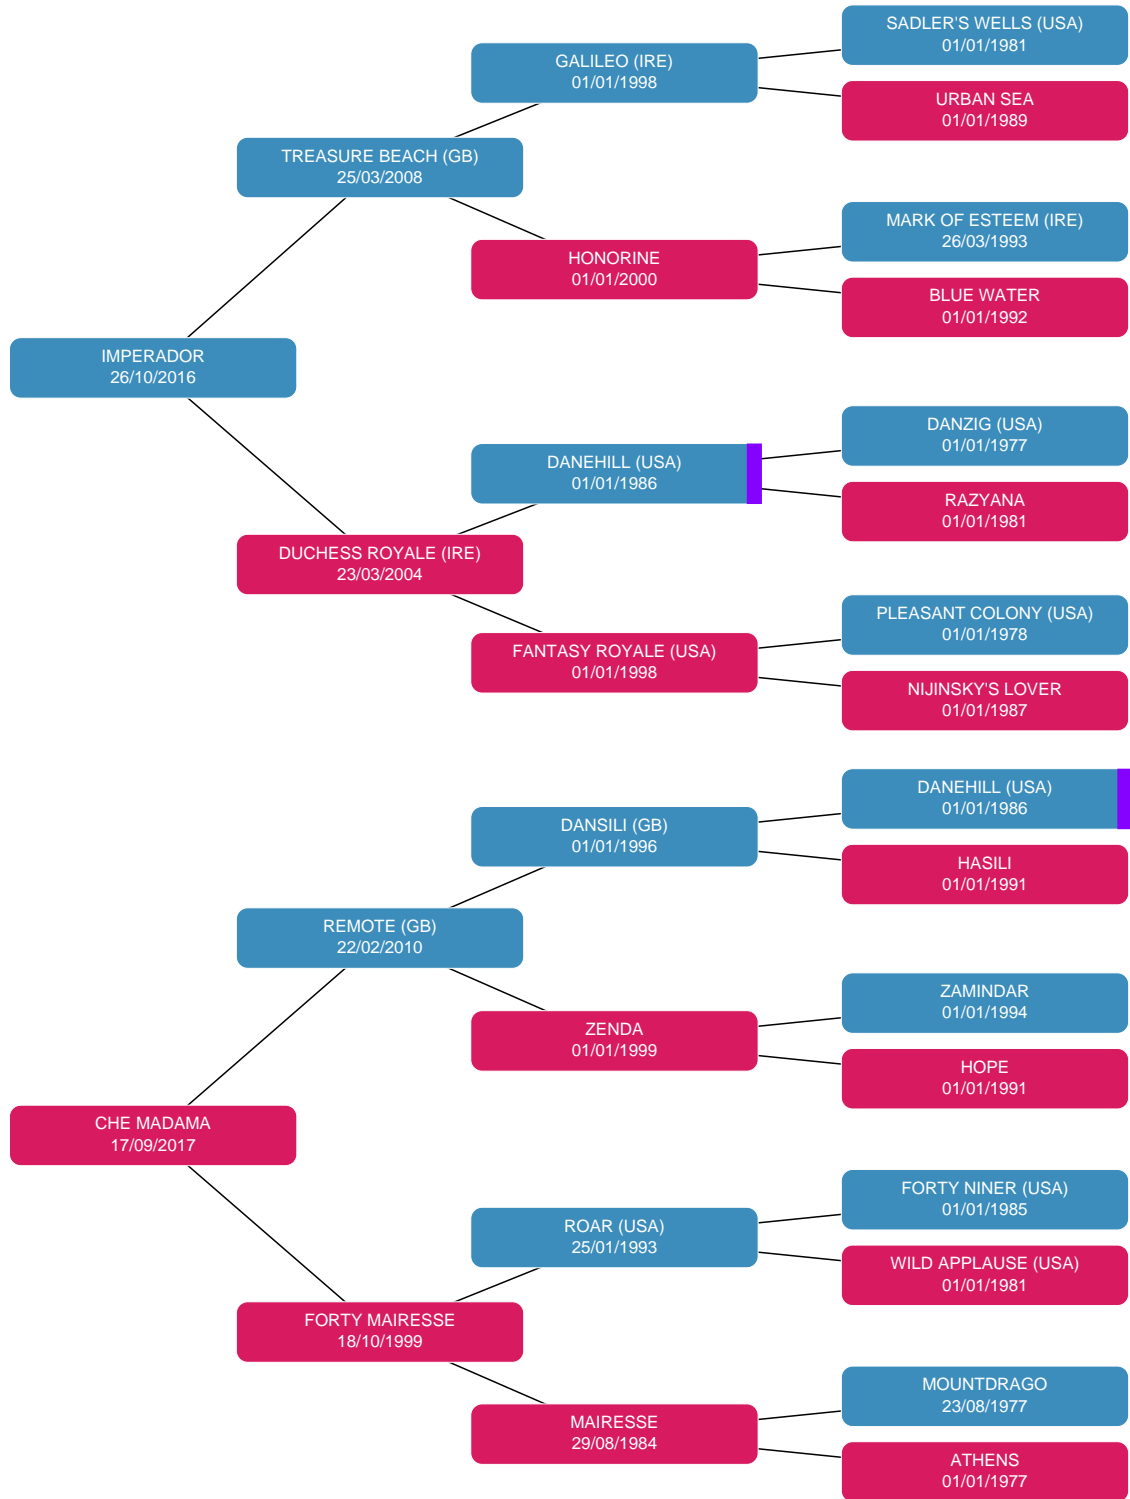 SADLER'S WELLS (USA)
01/01/1981
GALILEO (IRE)
01/01/1998
URBAN SEA
01/01/1989
TREASURE BEACH (GB)
25/03/2008
MARK OF ESTEEM (IRE)
26/03/1993
HONORINE
01/01/2000
BLUE WATER
01/01/1992
IMPERADOR
26/10/2016
DANZIG (USA)
01/01/1977
DANEHILL (USA)
01/01/1986
RAZYANA
01/01/1981
DUCHESS ROYALE (IRE)
23/03/2004
PLEASANT COLONY (USA)
01/01/1978
FANTASY ROYALE (USA)
01/01/1998
NIJINSKY'S LOVER
01/01/1987
DANEHILL (USA)
01/01/1986
DANSILI (GB)
01/01/1996
HASILI
01/01/1991
REMOTE (GB)
22/02/2010
ZAMINDAR
01/01/1994
ZENDA
01/01/1999
HOPE
01/01/1991
CHE MADAMA
17/09/2017
FORTY NINER (USA)
01/01/1985
ROAR (USA)
25/01/1993
WILD APPLAUSE (USA)
01/01/1981
FORTY MAIRESSE
18/10/1999
MOUNTDRAGO
23/08/1977
MAIRESSE
29/08/1984
ATHENS
01/01/1977